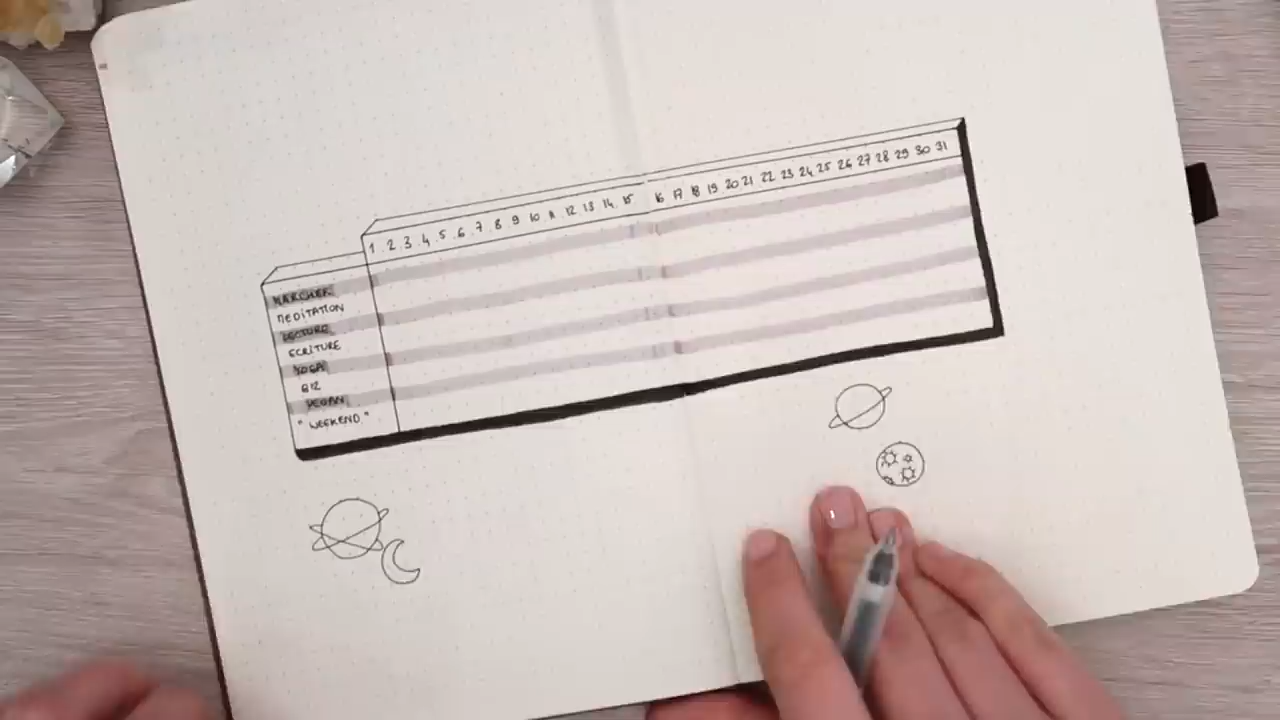 1 2 3 4 5 6 7 8 9 10 11 12 13 14 15 16 17 18 19 20 21 22 23 24 25 26 27 28 29 30 31
MARCHER
MEDITATION
LECTURE
ECRITURE
YOGA
BIZ
VEGAN
"WEEKEND"